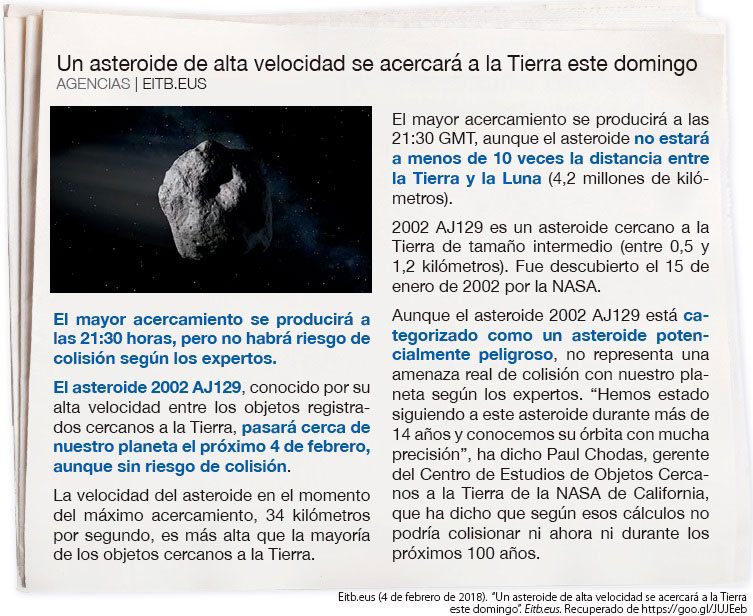 Un asteroide de alta velocidad se acercará a la Tierra este domingo
AGENCIAS | EITB.EUS
El mayor acercamiento se producirá a
las 21:30 horas, pero no habrá riesgo de
colisión según los expertos.
El asteroide 2002 AJ129, conocido por su
alta velocidad entre los objetos registra-
dos cercanos a la Tierra, pasará cerca de
nuestro planeta el próximo 4 de febrero,
aunque sin riesgo de colisión.
La velocidad del asteroide en el momento
del máximo acercamiento, 34 kilómetros
por segundo, es más alta que la mayoría
de los objetos cercanos a la Tierra.
El mayor acercamiento se producirá a las
21:30 GMT, aunque el asteroide no estará
a menos de 10 veces la distancia entre
la Tierra y la Luna (4,2 millones de kiló-
metros).
2002 AJ129 es un asteroide cercano a la
Tierra de tamaño intermedio (entre 0,5 y
1,2 kilómetros). Fue descubierto el 15 de
enero de 2002 por la NASA.
Aunque el asteroide 2002 AJ129 está ca-
tegorizado como un asteroide poten-
cialmente peligroso, no representa una
amenaza real de colisión con nuestro pla-
neta según los expertos. “Hemos estado
siguiendo a este asteroide durante más de
14 años y conocemos su órbita con mucha
precisión”, ha dicho Paul Chodas, gerente
del Centro de Estudios de Objetos Cerca-
nos a la Tierra de la NASA de California,
que ha dicho que según esos cálculos no
podría colisionar ni ahora ni durante los
próximos 100 años.
Eitb.eus (4 de febrero de 2018). “Un asteroide de alta velocidad se acercará a la Tierra
este domingo”. Eitb.eus. Recuperado de https://goo.gl/JUJEeb